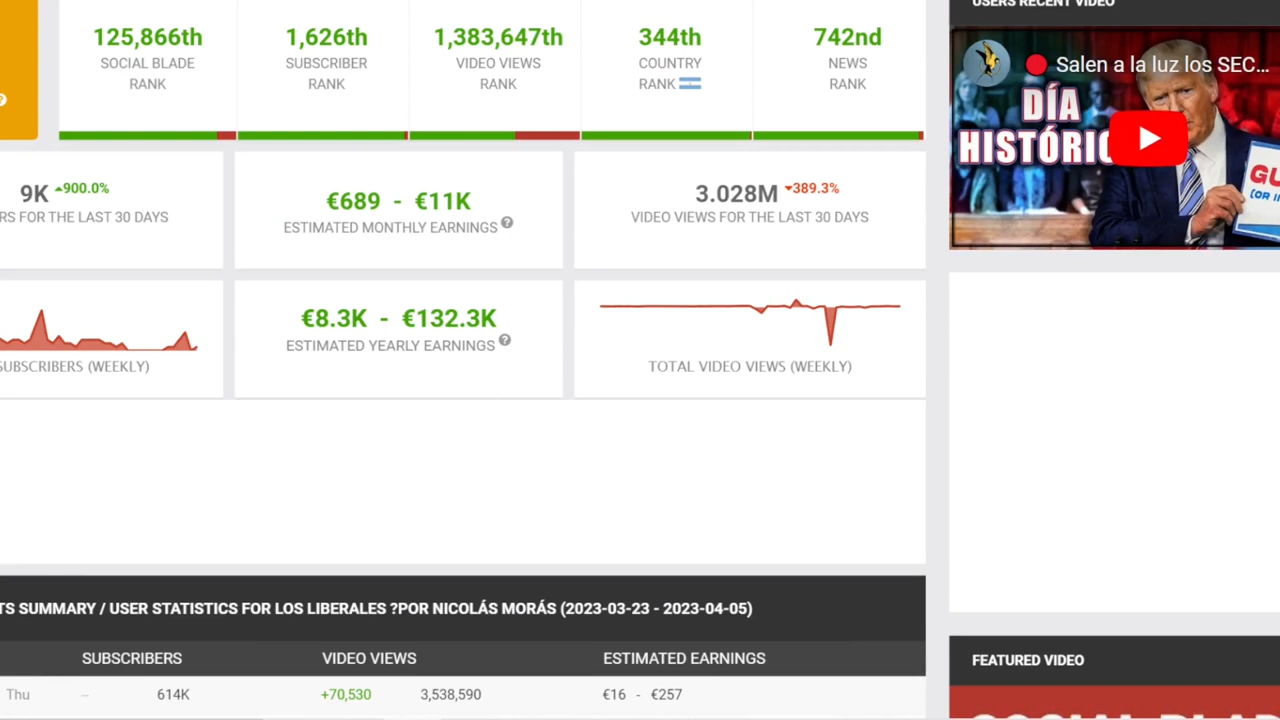 USERS RECENT VIDEO
125,866th
SOCIAL BLADE
RANK
1,626th
SUBSCRIBER
RANK
1,383,647th
VIDEO VIEWS
RANK
344th
COUNTRY
RANK
742nd
NEWS
RANK
Salen a la luz los SEC...
DÍA
HISTÓRIC
GU
(OR I
9K 900.0%
RS FOR THE LAST 30 DAYS
€689 - €11K
ESTIMATED MONTHLY EARNINGS ?
3.028M 389.3%
VIDEO VIEWS FOR THE LAST 30 DAYS
SUBSCRIBERS (WEEKLY)
€8.3K - €132.3K
ESTIMATED YEARLY EARNINGS ?
TOTAL VIDEO VIEWS (WEEKLY)
TS SUMMARY / USER STATISTICS FOR LOS LIBERALES ?POR NICOLÁS MORÁS (2023-03-23 - 2023-04-05)
SUBSCRIBERS VIDEO VIEWS ESTIMATED EARNINGS
Thu -- 614K +70,530 3,538,590 €16 - €257
FEATURED VIDEO